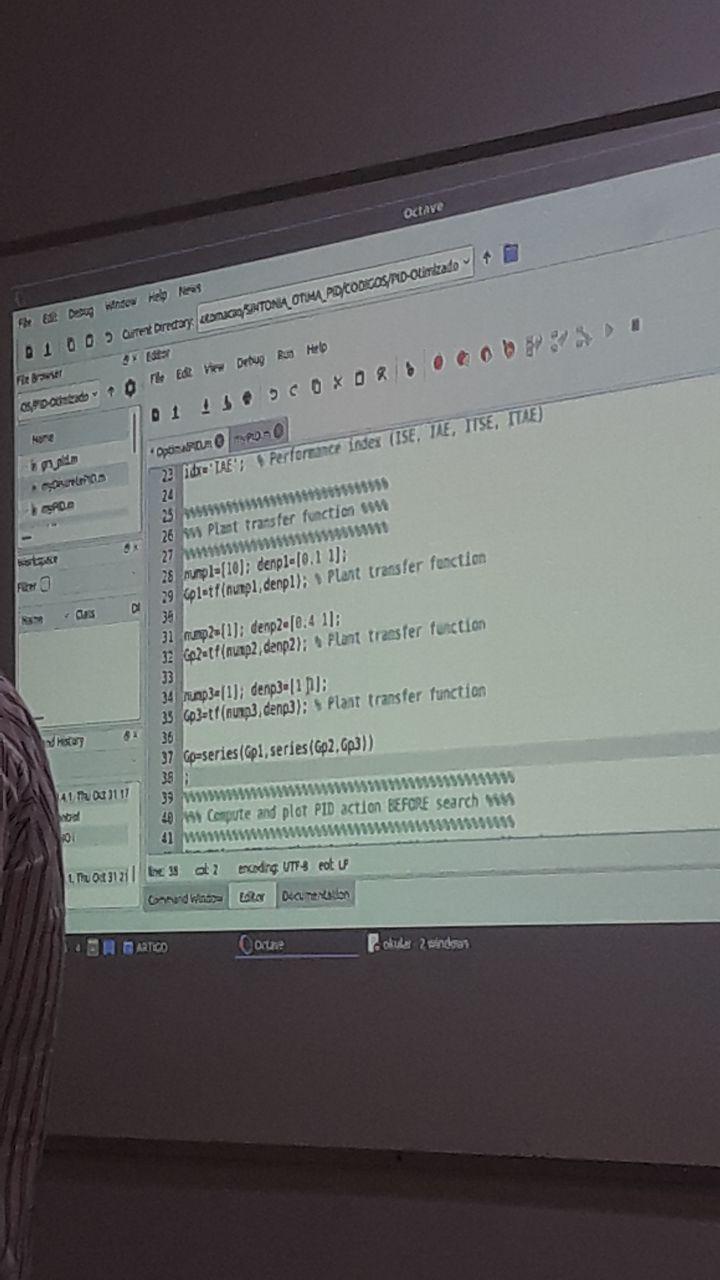 Octave
File Edit Debug Window Help News
Current Directory: utomacao/SINTONIA_OTIMA_PID/CODIGOS/PID-Otimizado
File Browser
Editor
OS/PID-Otimizado
File Edit View Debug Run Help
Name
myPID.m
Workspace
Filter
Name Class
nd History
4.1, Thu Oct 31 17
1, Thu Oct 31 21
* OptimalPID.m myPID.m
23 idx='IAE'; % Performance index (ISE, IAE, ITSE, ITAE)
24
25 %%%%%%%%%%%%%%%%%%%%%%%%%%%%%%%
26 %%% Plant transfer function %%%%
27 %%%%%%%%%%%%%%%%%%%%%%%%%%%%%%%
28 nump1=[10]; denp1=[0.1 1];
29 Gp1=tf(nump1,denp1); % Plant transfer function
30
31 nump2=[1]; denp2=[0.4 1];
32 Gp2=tf(nump2,denp2); % Plant transfer function
33
34 nump3=[1]; denp3=[1 1];
35 Gp3=tf(nump3,denp3); % Plant transfer function
36
37 Gp=series(Gp1,series(Gp2,Gp3))
38 ;
39 %%%%%%%%%%%%%%%%%%%%%%%%%%%%%%%%%%%%%%%%%%%%%%%%%%
40 %%% Compute and plot PID action BEFORE search %%%%
41 %%%%%%%%%%%%%%%%%%%%%%%%%%%%%%%%%%%%%%%%%%%%%%%%%%
line: 38 col: 2 encoding: UTF-8 eol: LF
Command Window Editor Documentation
4 ARTIGO Octave okular - 2 windows